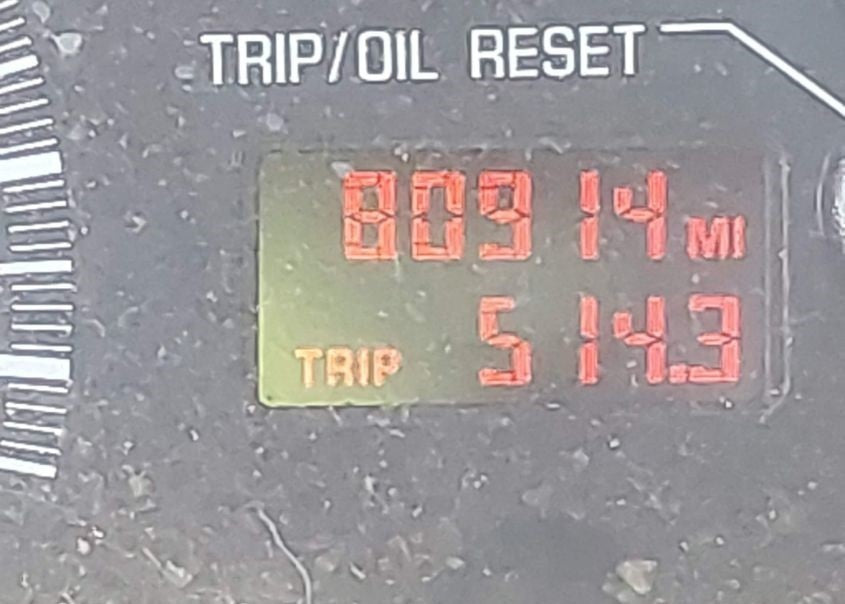 TRIP/OIL RESET
80914 MI
TRIP 514.3